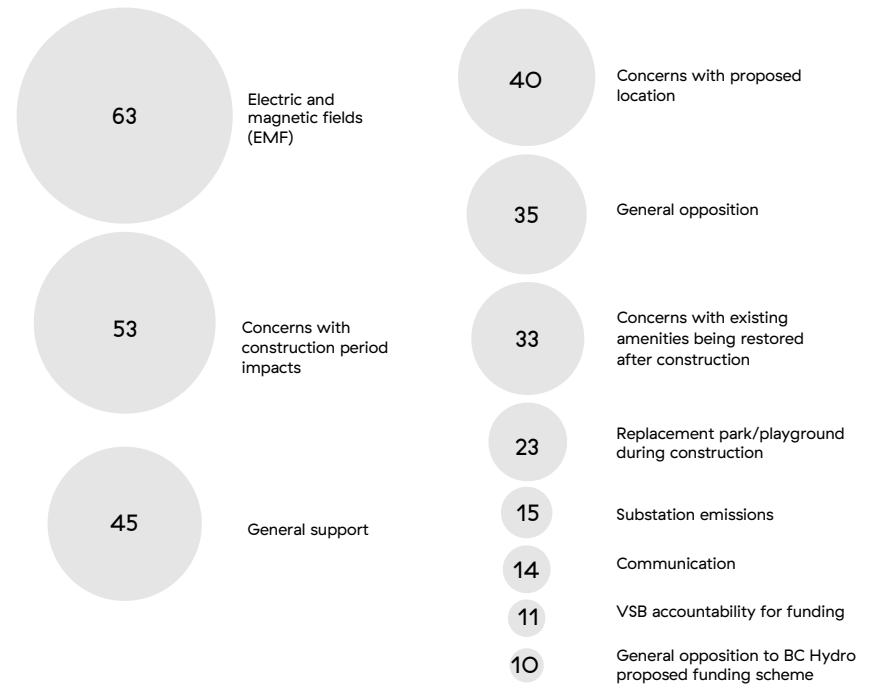 63
Electric and
magnetic fields
(EMF)
53
Concerns with
construction period
impacts
45
General support
40
Concerns with proposed
location
35
General opposition
33
Concerns with existing
amenities being restored
after construction
23
Replacement park/playground
during construction
15
Substation emissions
14
Communication
11
VSB accountability for funding
10
General opposition to BC Hydro
proposed funding scheme